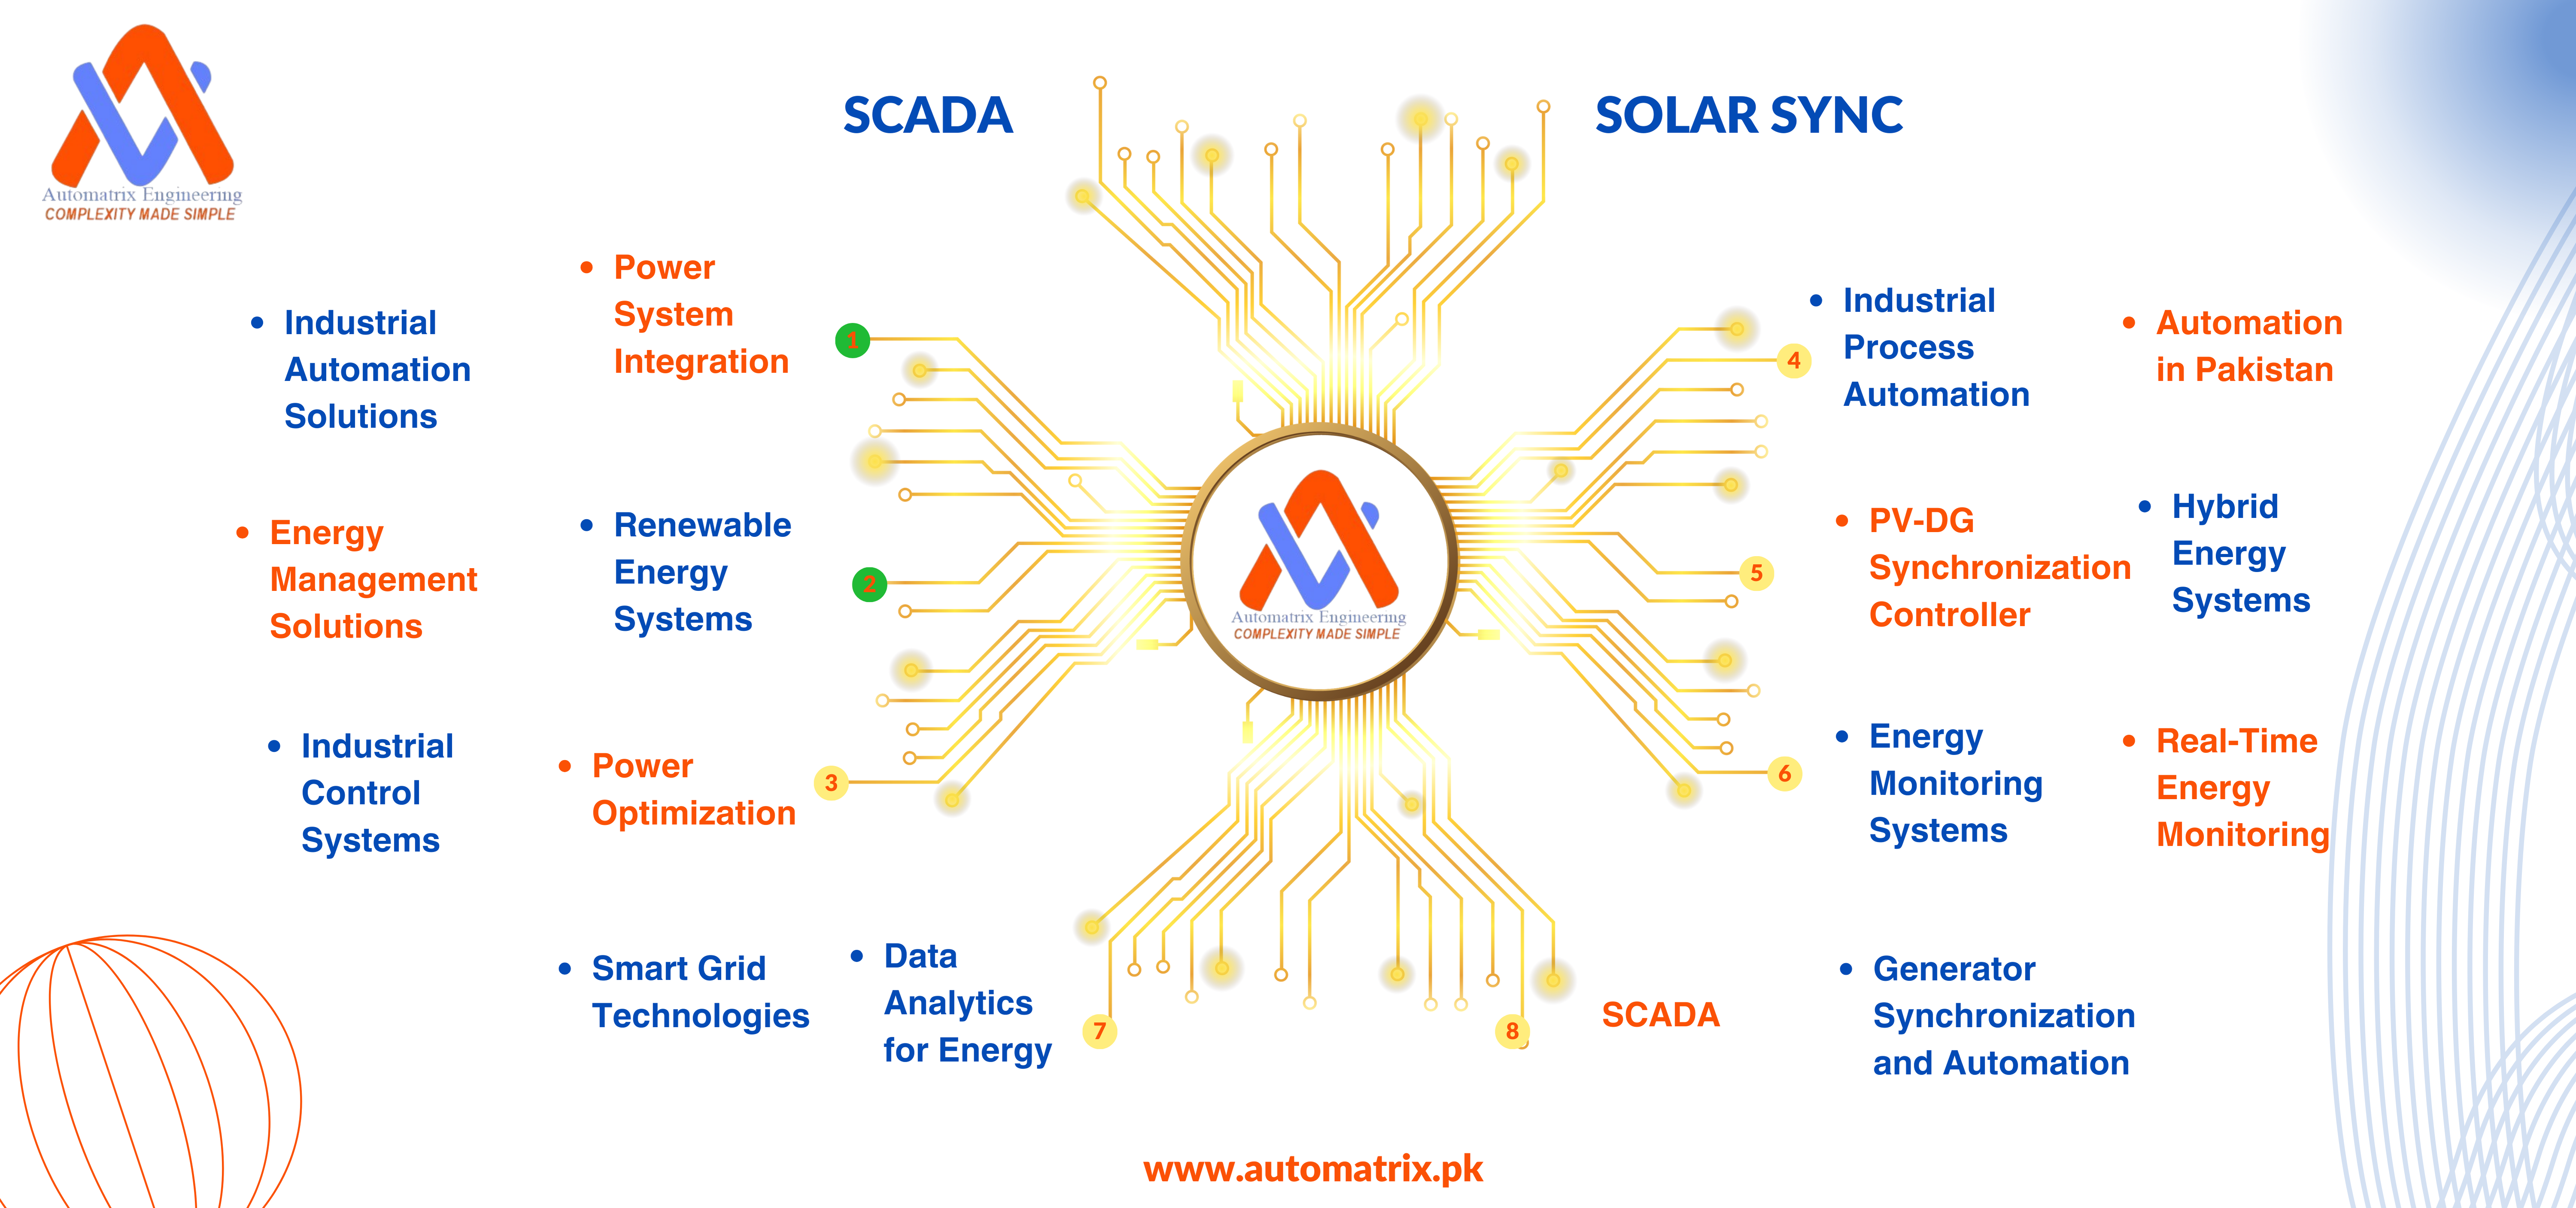 Automatrix Engineering
COMPLEXITY MADE SIMPLE
SCADA
SOLAR SYNC
• Industrial
Automation
Solutions
• Power
System
Integration
1
• Energy
Management
Solutions
• Renewable
Energy
Systems
2
• Industrial
Control
Systems
• Power
Optimization
3
• Smart Grid
Technologies
• Data
Analytics
for Energy
7
Automatrix Engineering
COMPLEXITY MADE SIMPLE
4
• Industrial
Process
Automation
• Automation
in Pakistan
5
• PV-DG
Synchronization
Controller
• Hybrid
Energy
Systems
6
• Energy
Monitoring
Systems
• Real-Time
Energy
Monitoring
8
SCADA
• Generator
Synchronization
and Automation
www.automatrix.pk